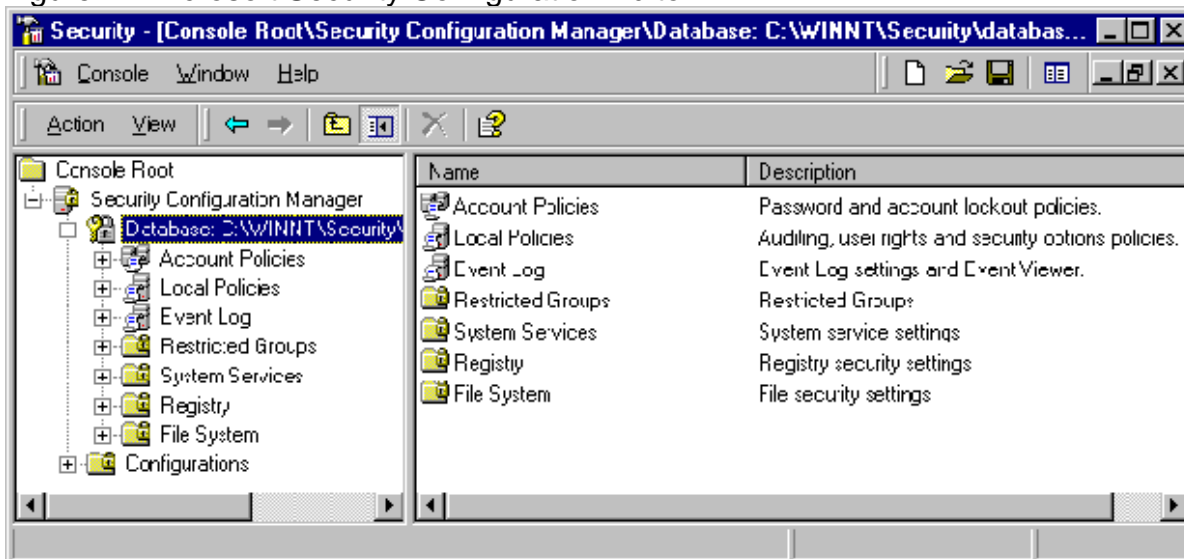 Security - [Console Root\Security Configuration Manager\Database: C:\WINNT\Security\databas...
Console Window Help
Action View
Console Root
Security Configuration Manager
Database: C:\WINNT\Security\
Account Policies
Local Policies
Event Log
Restricted Groups
System Services
Registry
File System
Configurations
Name Description
Account Policies Password and account lockout policies.
Local Policies Auditing, user rights and security options policies.
Event Log Event Log settings and Event Viewer.
Restricted Groups Restricted Groups
System Services System service settings
Registry Registry security settings
File System File security settings